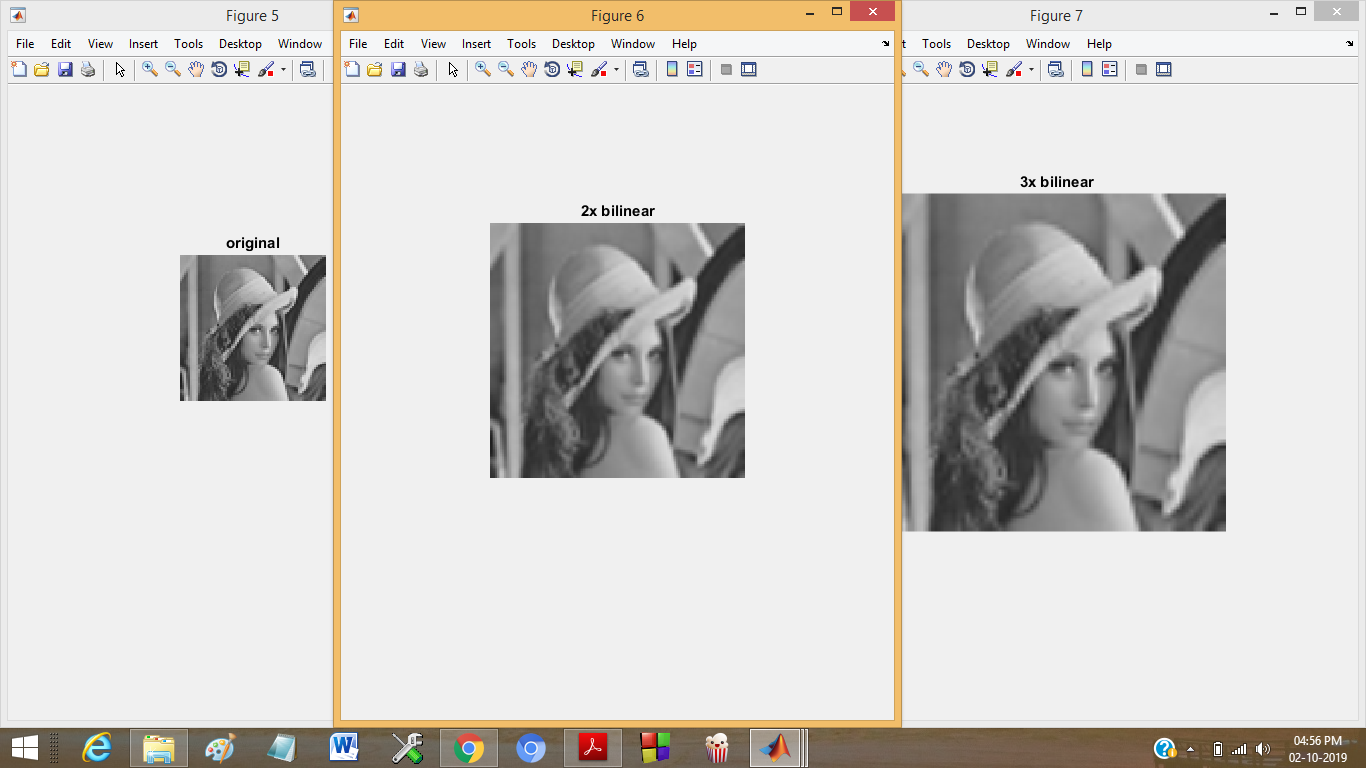 Figure 5
File Edit View Insert Tools Desktop Window
original
Figure 6
File Edit View Insert Tools Desktop Window Help
2x bilinear
Figure 7
Tools Desktop Window Help
3x bilinear
04:56 PM
02-10-2019